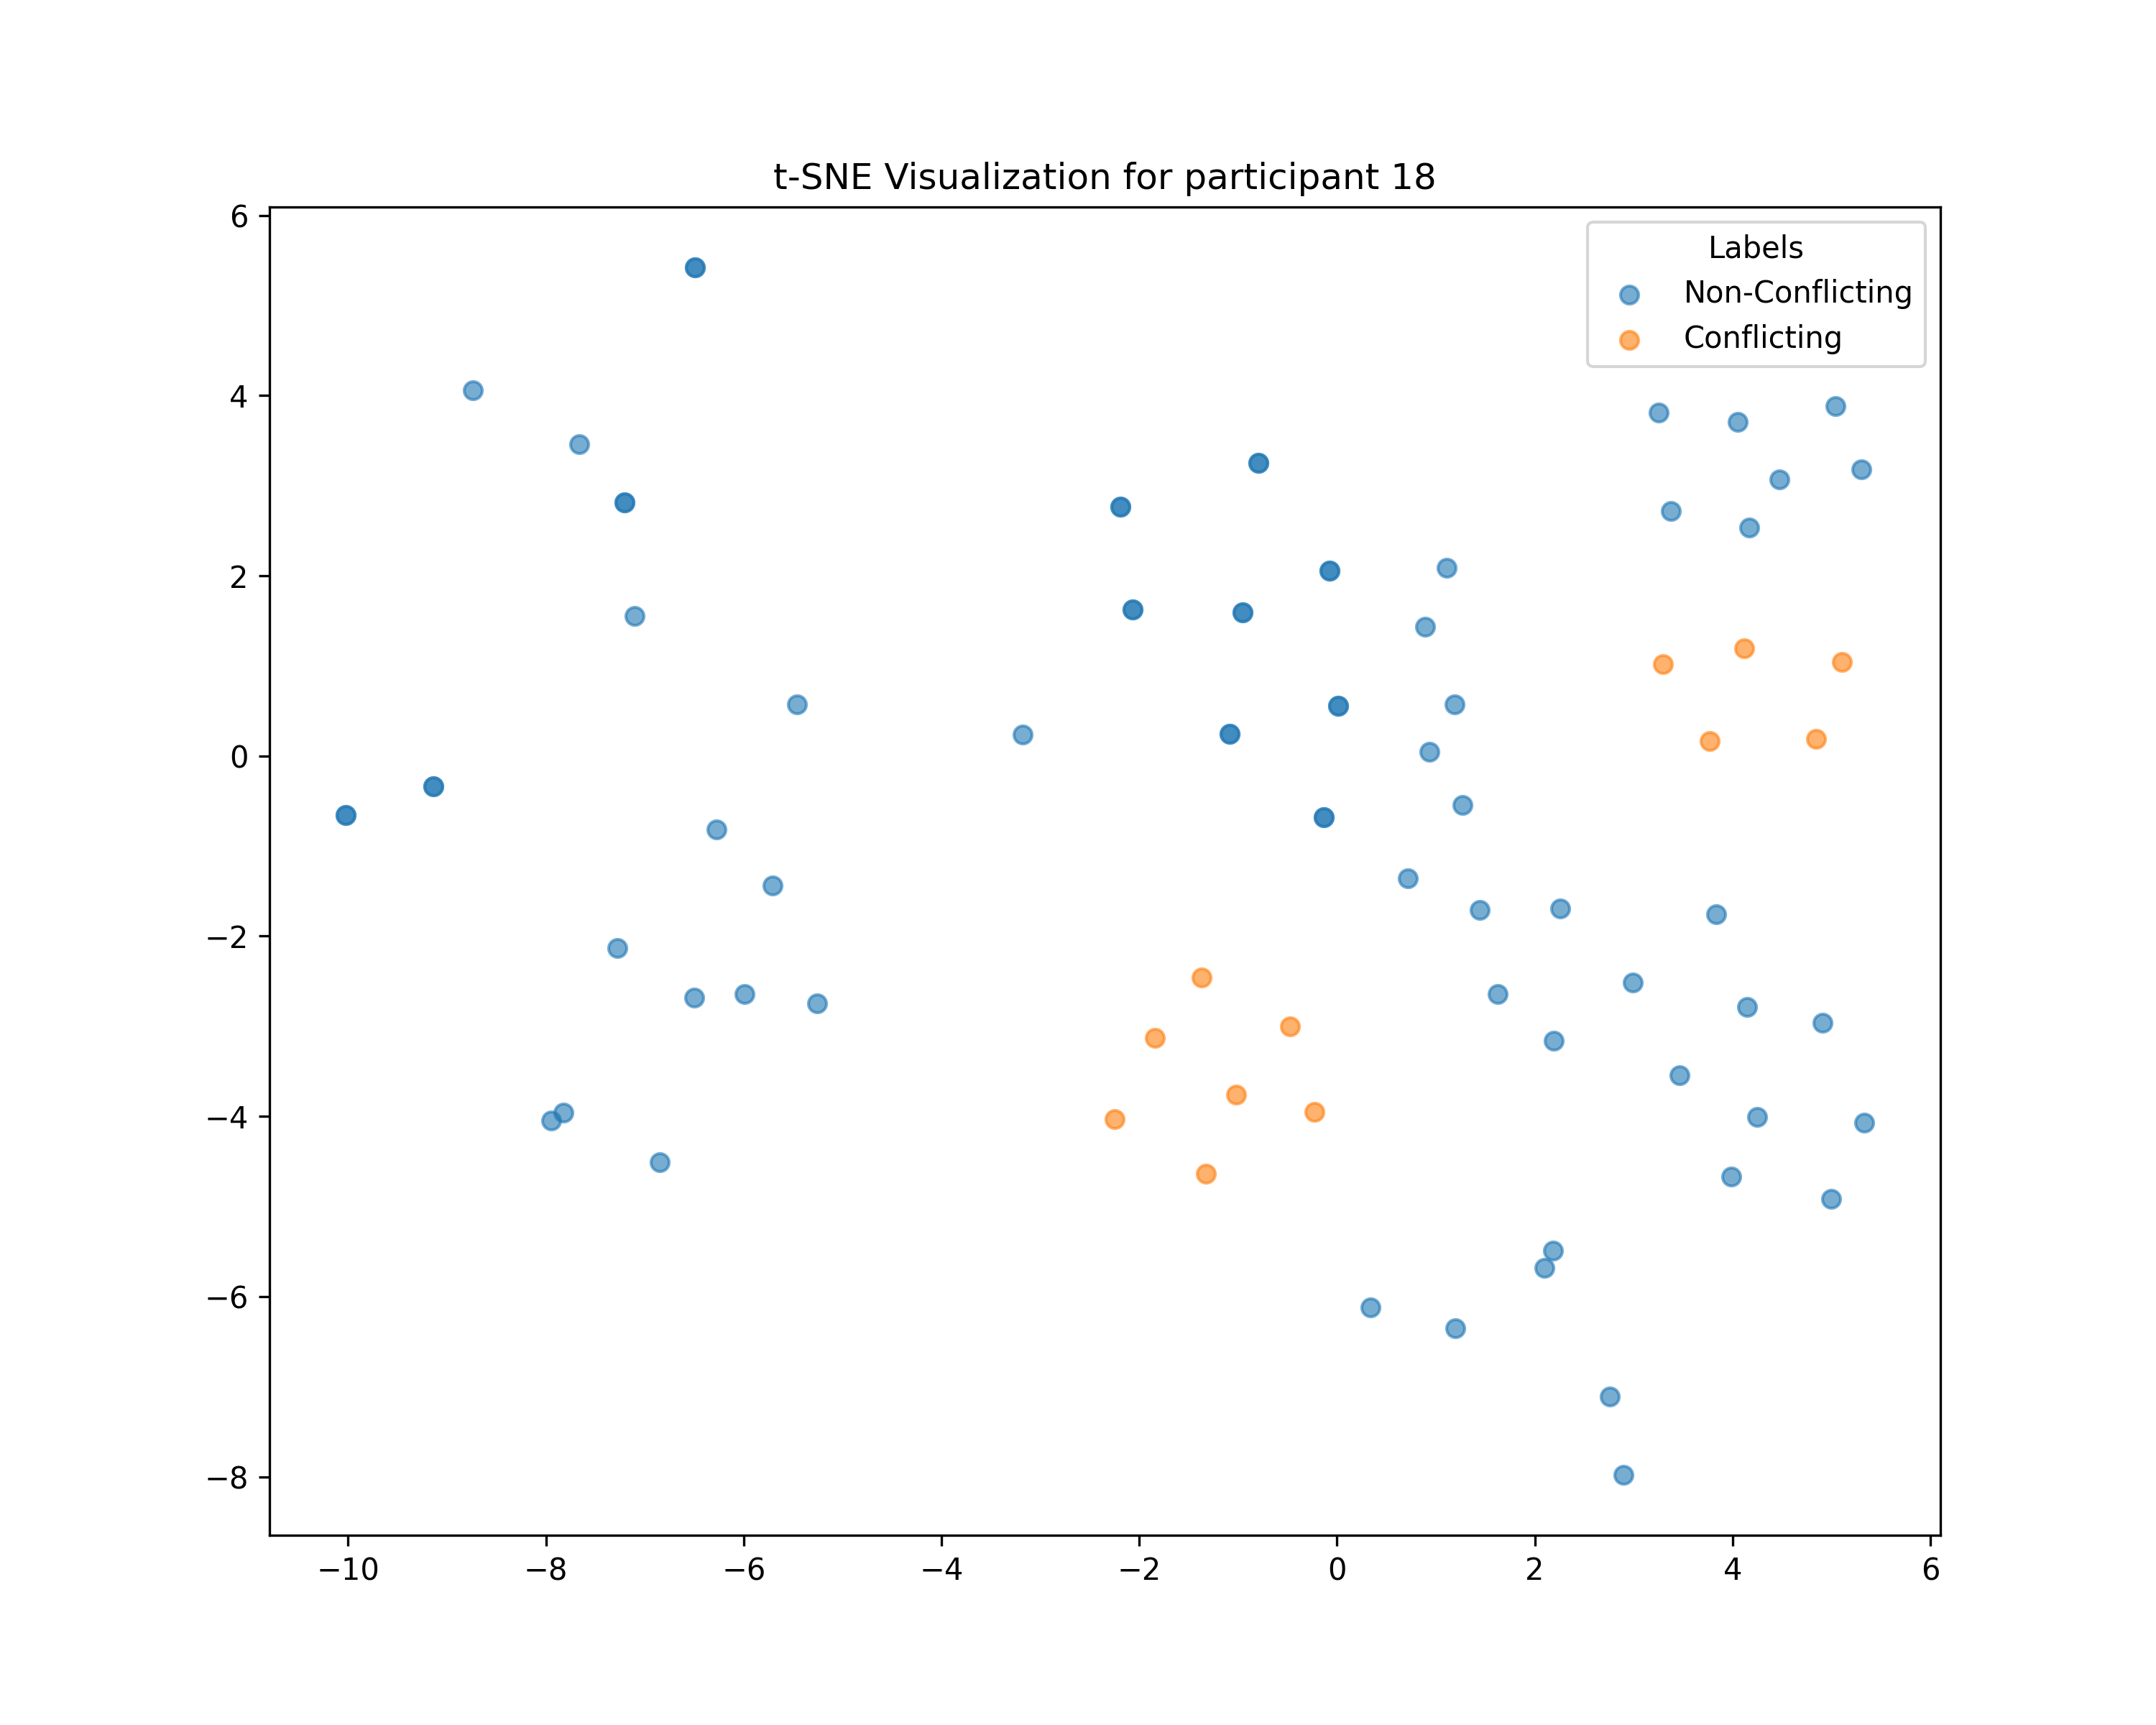 t-SNE Visualization for participant 18
Labels
Non-Conflicting
Conflicting
6
4
2
0
−2
−4
−6
−8
−10 −8 −6 −4 −2 0 2 4 6